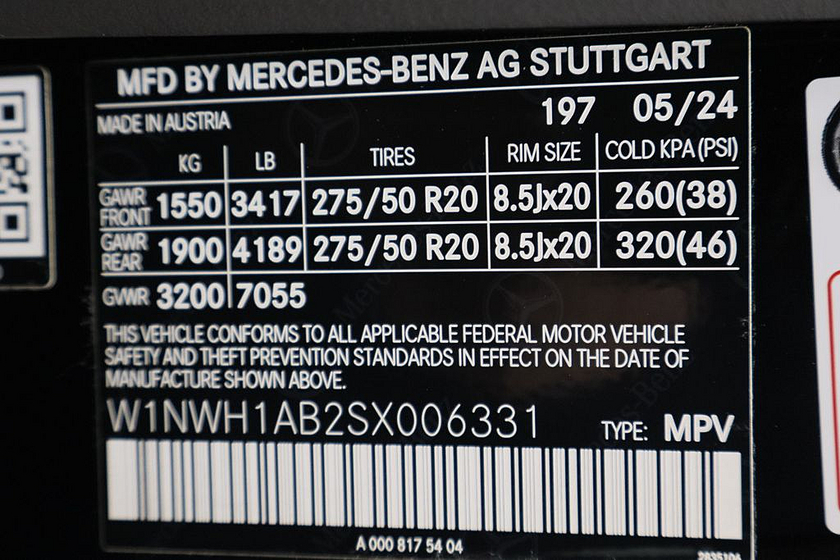 MFD BY MERCEDES-BENZ AG STUTTGART
MADE IN AUSTRIA 197 05/24
KG LB TIRES RIM SIZE COLD KPA (PSI)
GAWR FRONT 1550 3417 275/50 R20 8.5Jx20 260(38)
GAWR REAR 1900 4189 275/50 R20 8.5Jx20 320(46)
GVWR 3200 7055
THIS VEHICLE CONFORMS TO ALL APPLICABLE FEDERAL MOTOR VEHICLE
SAFETY AND THEFT PREVENTION STANDARDS IN EFFECT ON THE DATE OF
MANUFACTURE SHOWN ABOVE.
W1NWH1AB2SX006331 TYPE: MPV
A 000 817 54 04